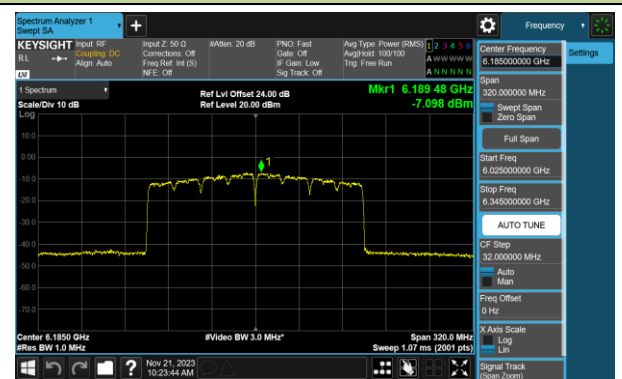 Spectrum Analyzer 1
Swept SA
Frequency
KEYSIGHT
RL
LNI
Input: RF
Coupling: DC
Align: Auto
Input Z: 50 Ω
Corrections: Off
Freq Ref: Int (S)
NFE: Off
#Atten: 20 dB
PNO: Fast
Gate: Off
IF Gain: Low
Sig Track: Off
Avg Type: Power (RMS)
Avg|Hold: 100/100
Trig: Free Run
1 2 3 4 5 6
A W W W W W
A N N N N N
1 Spectrum
Scale/Div 10 dB
Log
Ref Lvl Offset 24.00 dB
Ref Level 20.00 dBm
Mkr1 6.189 48 GHz
-7.098 dBm
10.0
0.00
-10.0
-20.0
-30.0
-40.0
-50.0
-60.0
-70.0
1
Center 6.1850 GHz
#Res BW 1.0 MHz
#Video BW 3.0 MHz*
Span 320.0 MHz
Sweep 1.07 ms (2001 pts)
Center Frequency
6.185000000 GHz
Settings
Span
320.000000 MHz
Swept Span
Zero Span
Full Span
Start Freq
6.025000000 GHz
Stop Freq
6.345000000 GHz
AUTO TUNE
CF Step
32.000000 MHz
Auto
Man
Freq Offset
0 Hz
X Axis Scale
Log
Lin
Signal Track
(Span Zoom)
?
Nov 21, 2023
10:23:44 AM